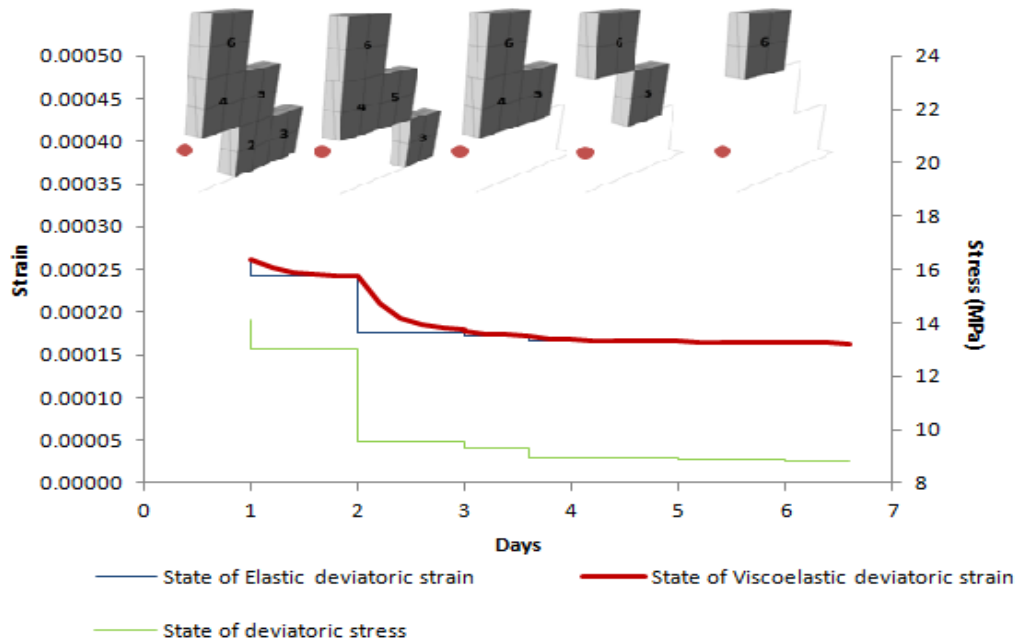 6 6 6 6 6
4 5 4 5 4 5 5
2 3 3
0.00050 24
0.00045 22
0.00040 20
0.00035
0.00030 18
0.00025 16
0.00020 14
0.00015 12
0.00010 10
0.00005
0.00000 8
Strain
Stress (MPa)
0 1 2 3 4 5 6 7
Days
State of Elastic deviatoric strain
State of Viscoelastic deviatoric strain
State of deviatoric stress